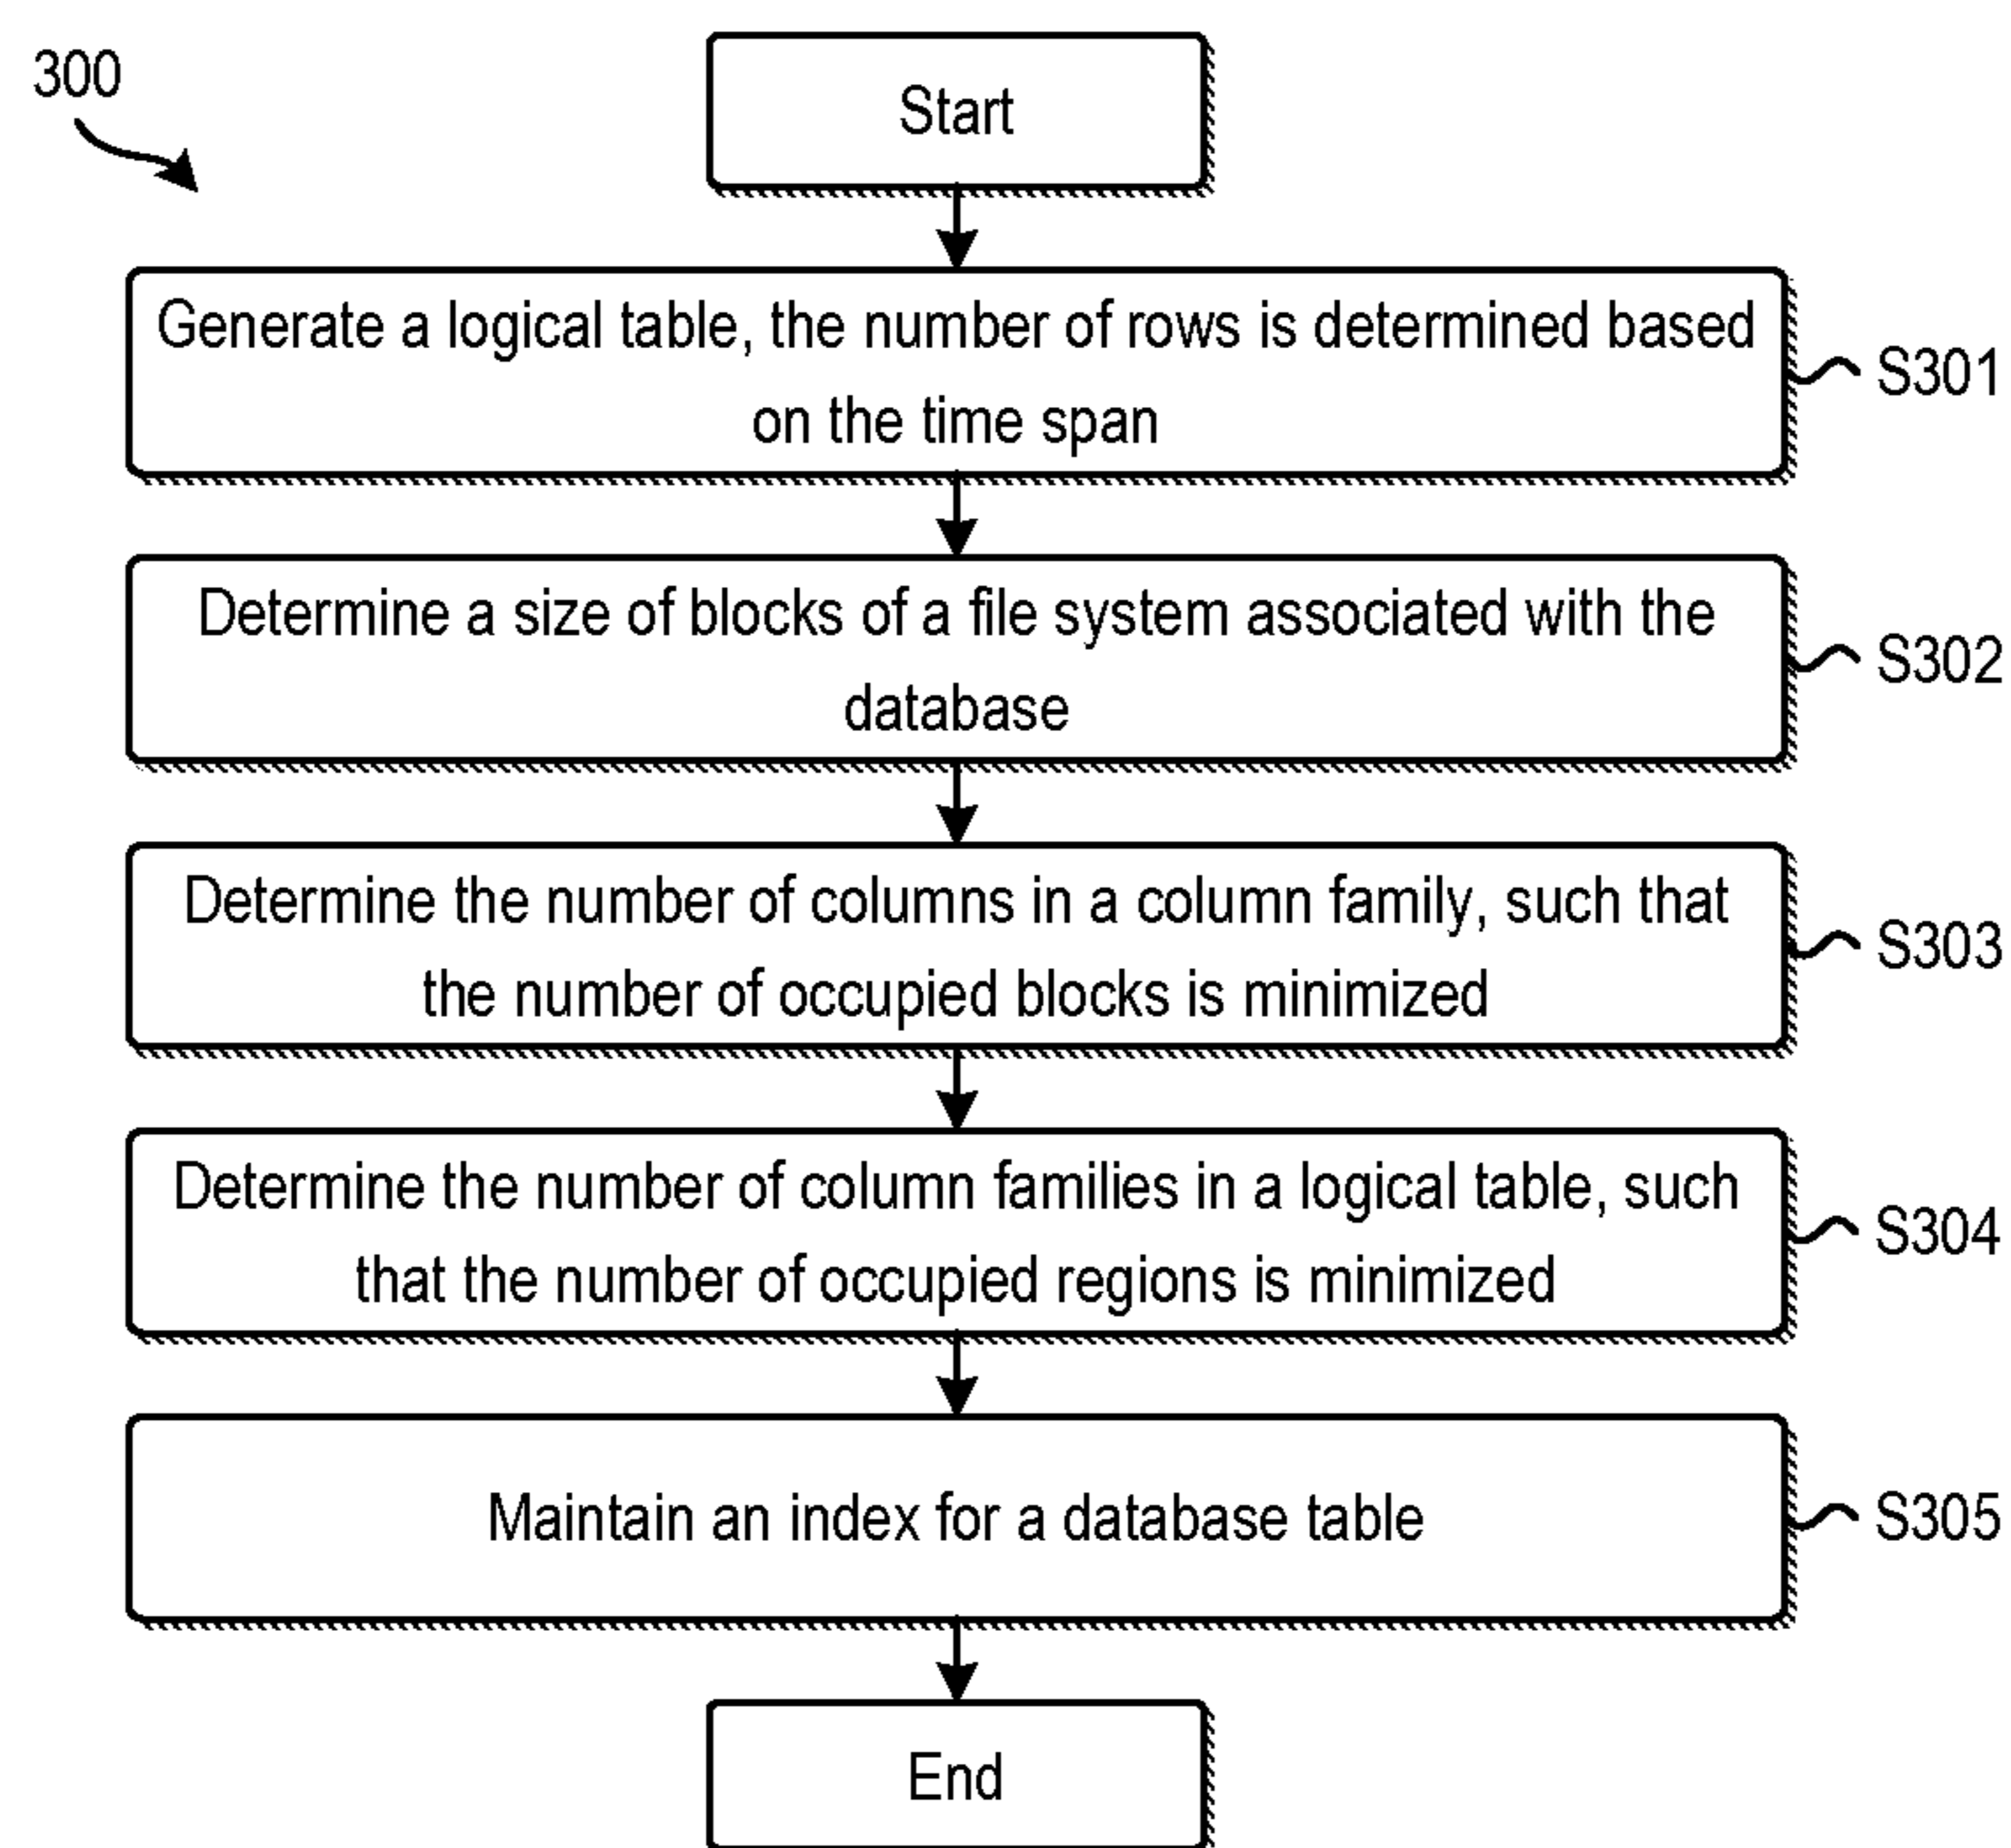 300
Start
Generate a logical table, the number of rows is determined based
on the time span
S301
Determine a size of blocks of a file system associated with the
database
S302
Determine the number of columns in a column family, such that
the number of occupied blocks is minimized
S303
Determine the number of column families in a logical table, such
that the number of occupied regions is minimized
S304
Maintain an index for a database table
S305
End